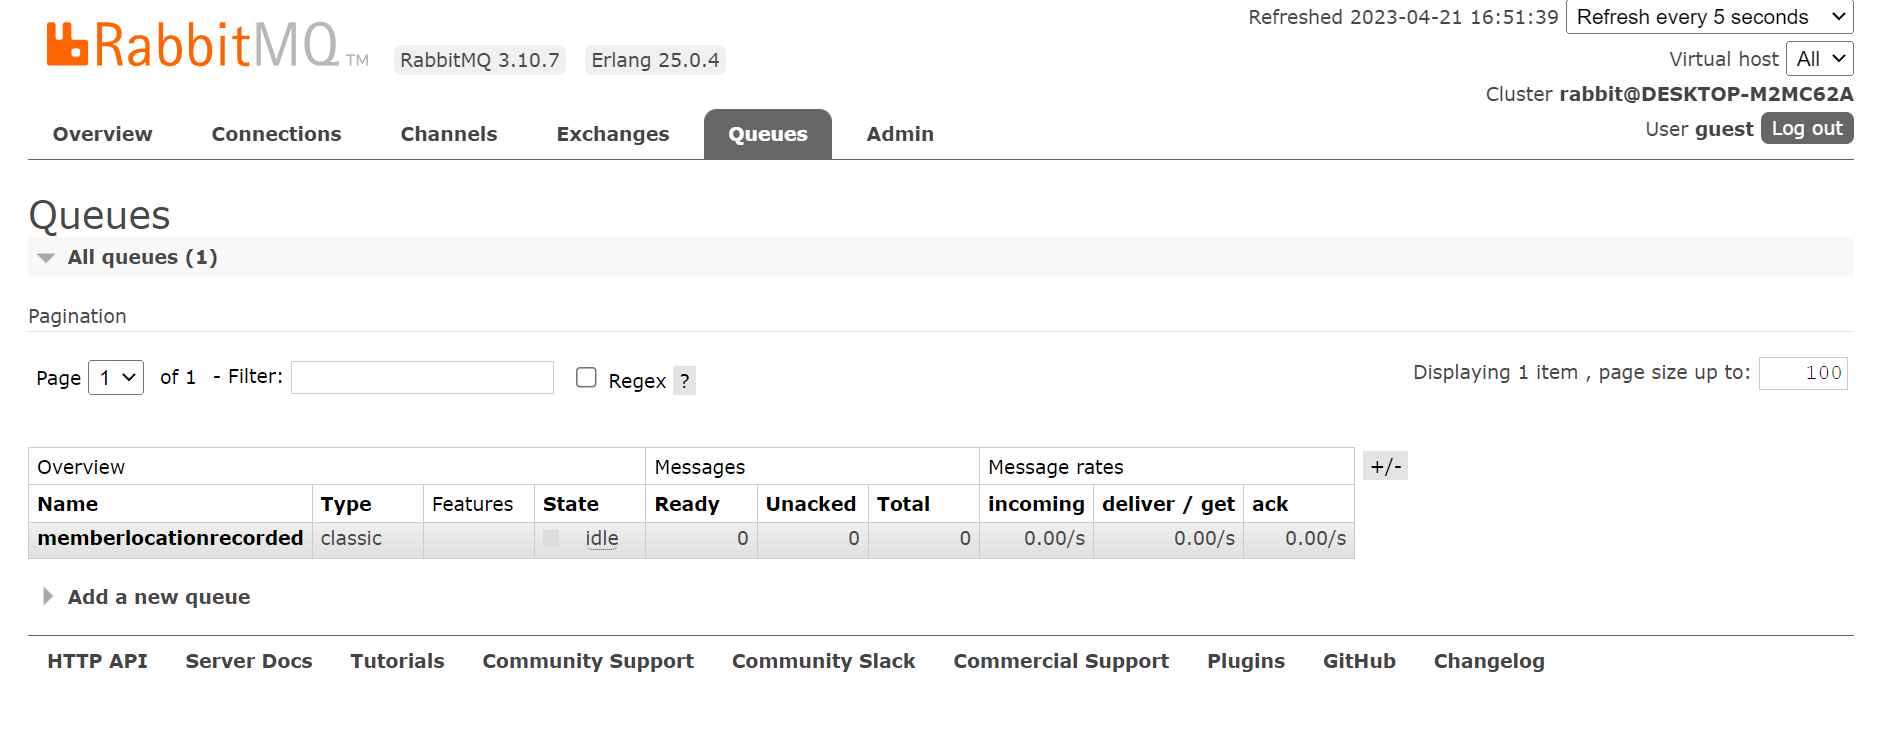 RabbitMQ TM RabbitMQ 3.10.7 Erlang 25.0.4
Refreshed 2023-04-21 16:51:39 Refresh every 5 seconds
Virtual host All
Cluster rabbit@DESKTOP-M2MC62A
User guest Log out
Overview Connections Channels Exchanges Queues Admin
Queues
All queues (1)
Pagination
Page 1 of 1 - Filter: Regex ? Displaying 1 item , page size up to: 100
Overview Messages Message rates +/-
Name Type Features State Ready Unacked Total incoming deliver / get ack
memberlocationrecorded classic idle 0 0 0 0.00/s 0.00/s 0.00/s
Add a new queue
HTTP API Server Docs Tutorials Community Support Community Slack Commercial Support Plugins GitHub Changelog